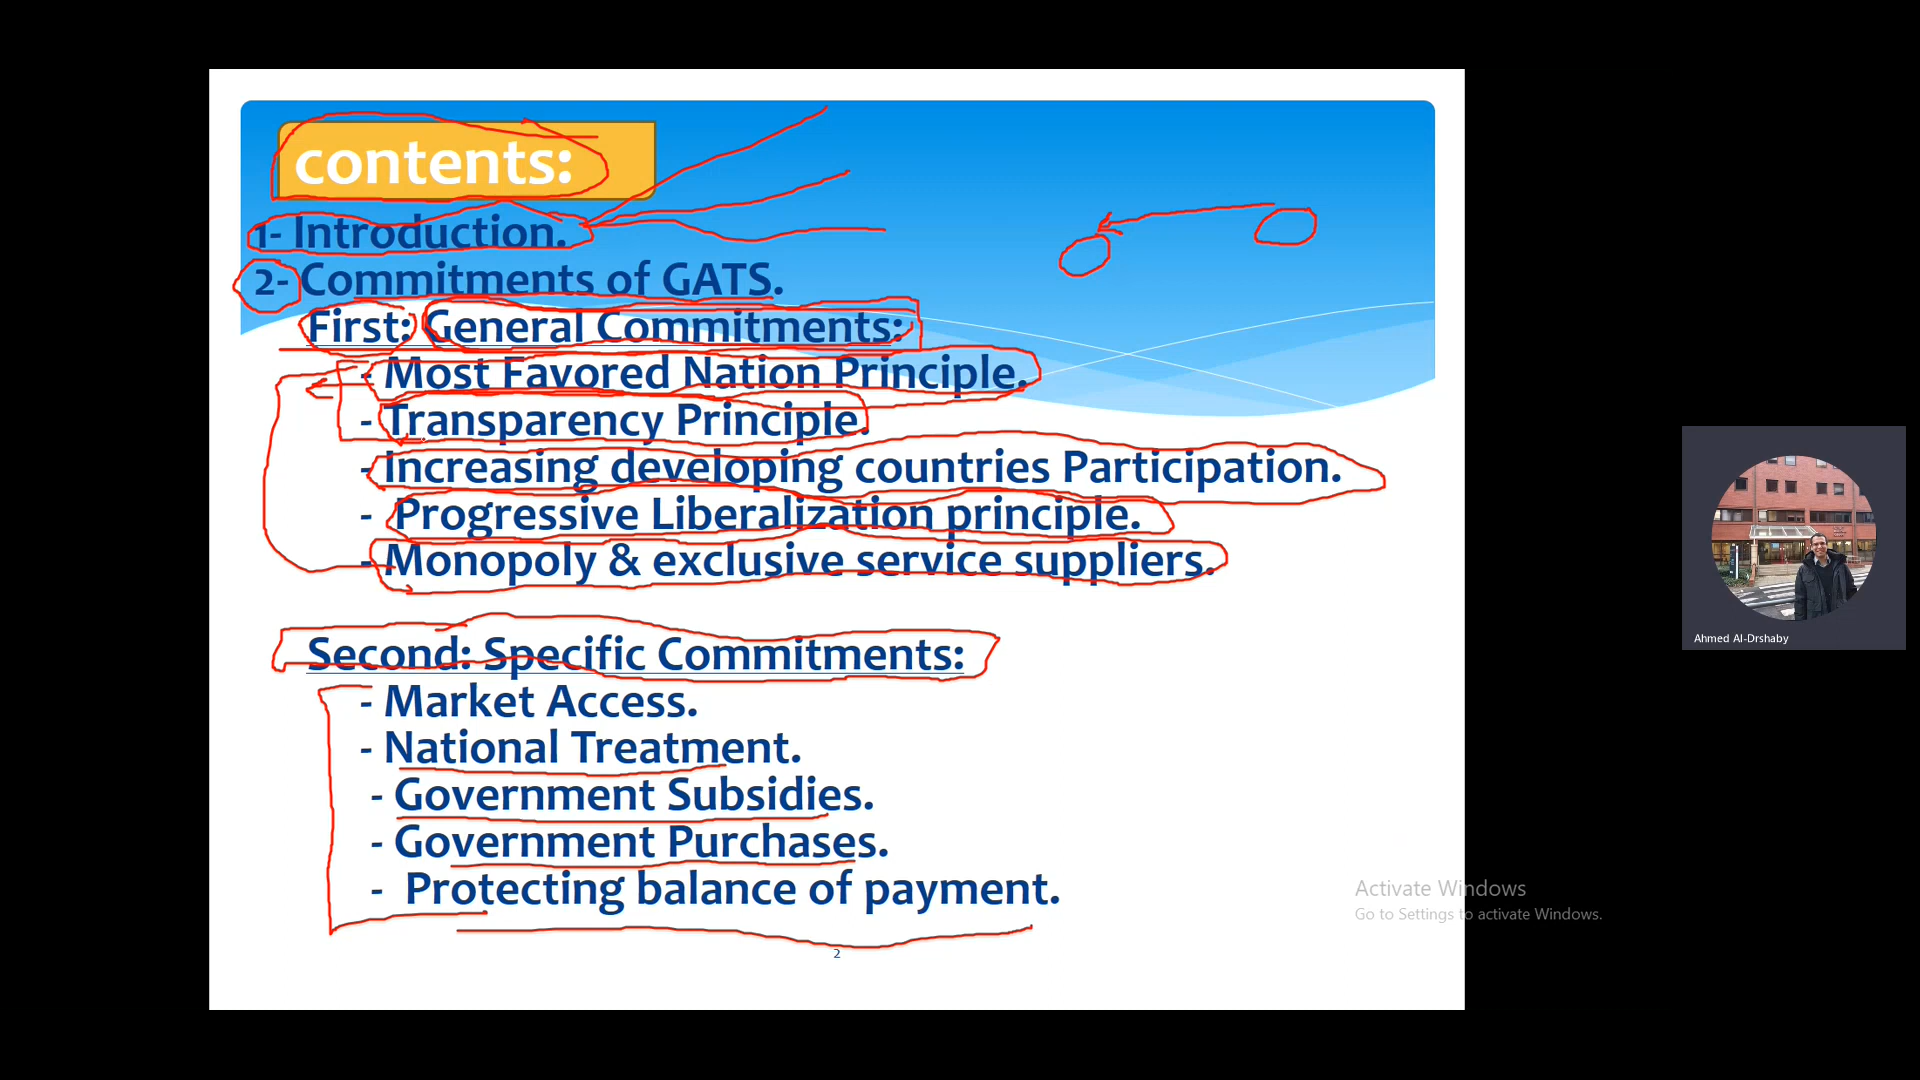 contents:
1- Introduction.
2- Commitments of GATS.
First: General Commitments:
- Most Favored Nation Principle.
- Transparency Principle.
- Increasing developing countries Participation.
- Progressive Liberalization principle.
- Monopoly & exclusive service suppliers.
Second: Specific Commitments:
- Market Access.
- National Treatment.
- Government Subsidies.
- Government Purchases.
- Protecting balance of payment.
2
Ahmed Al-Drshaby
Activate Windows
Go to Settings to activate Windows.